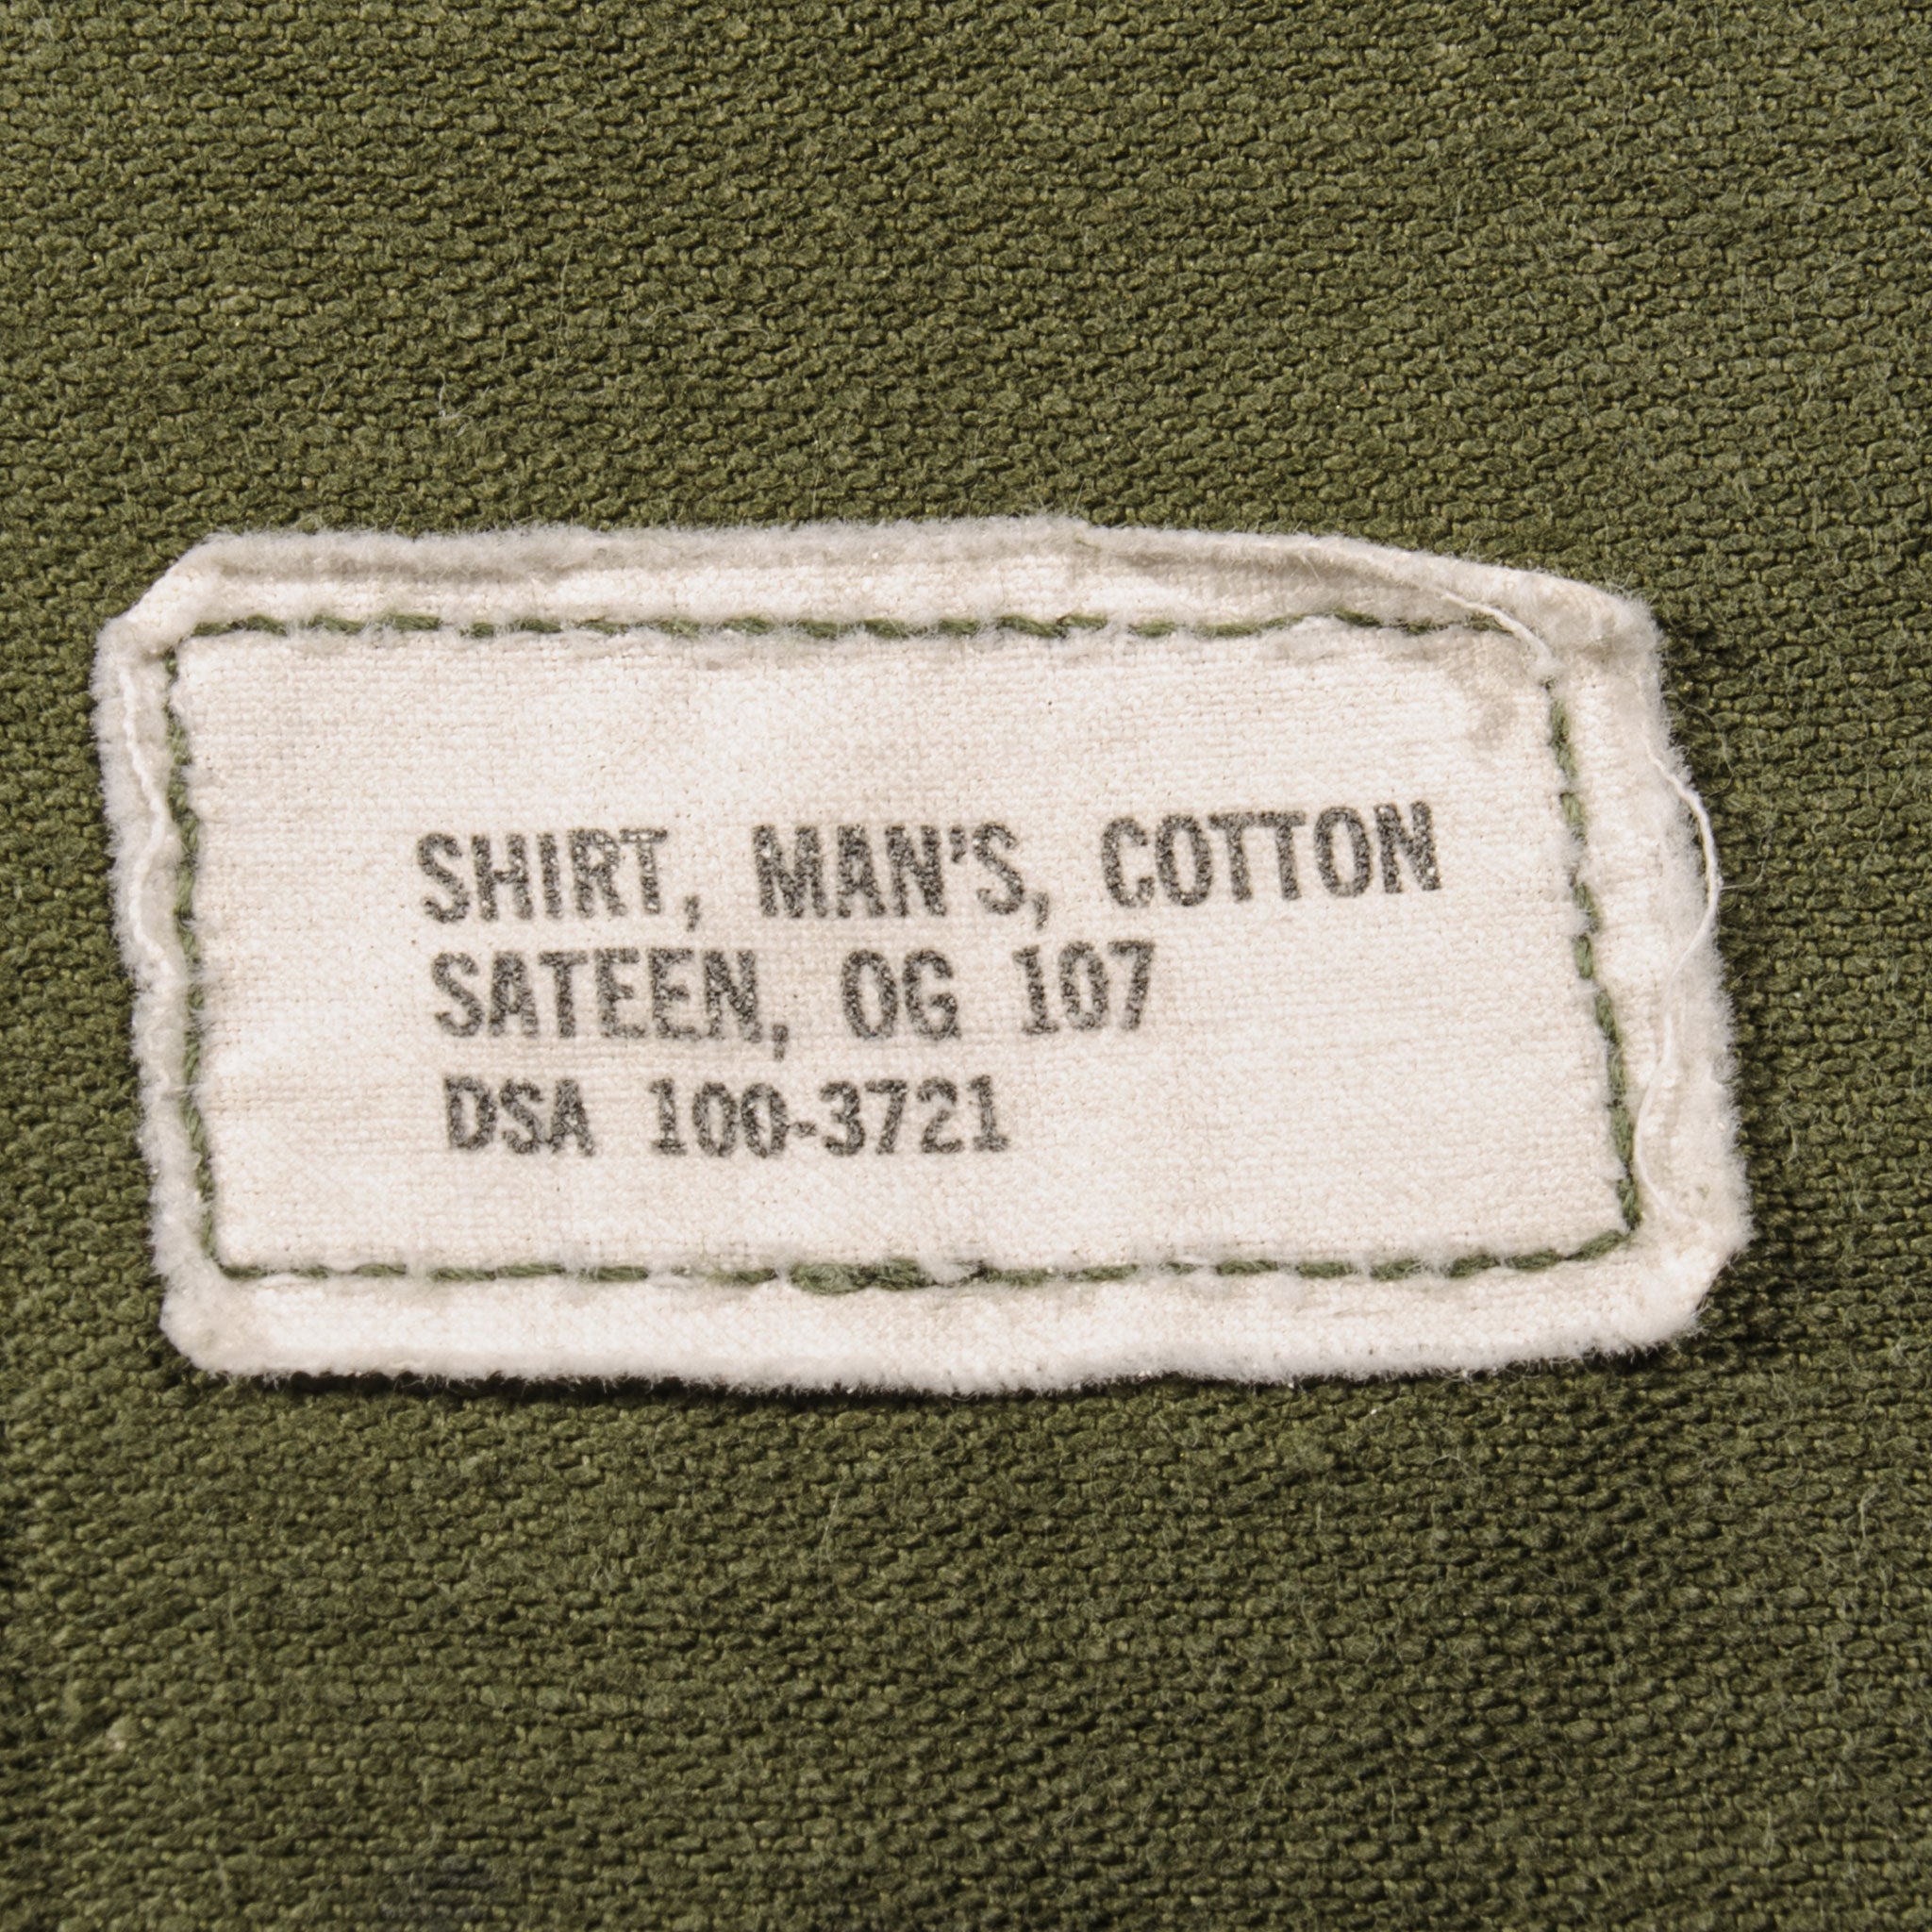 SHIRT, MAN'S, COTTON
SATEEN, OG 107
DSA 100-3721